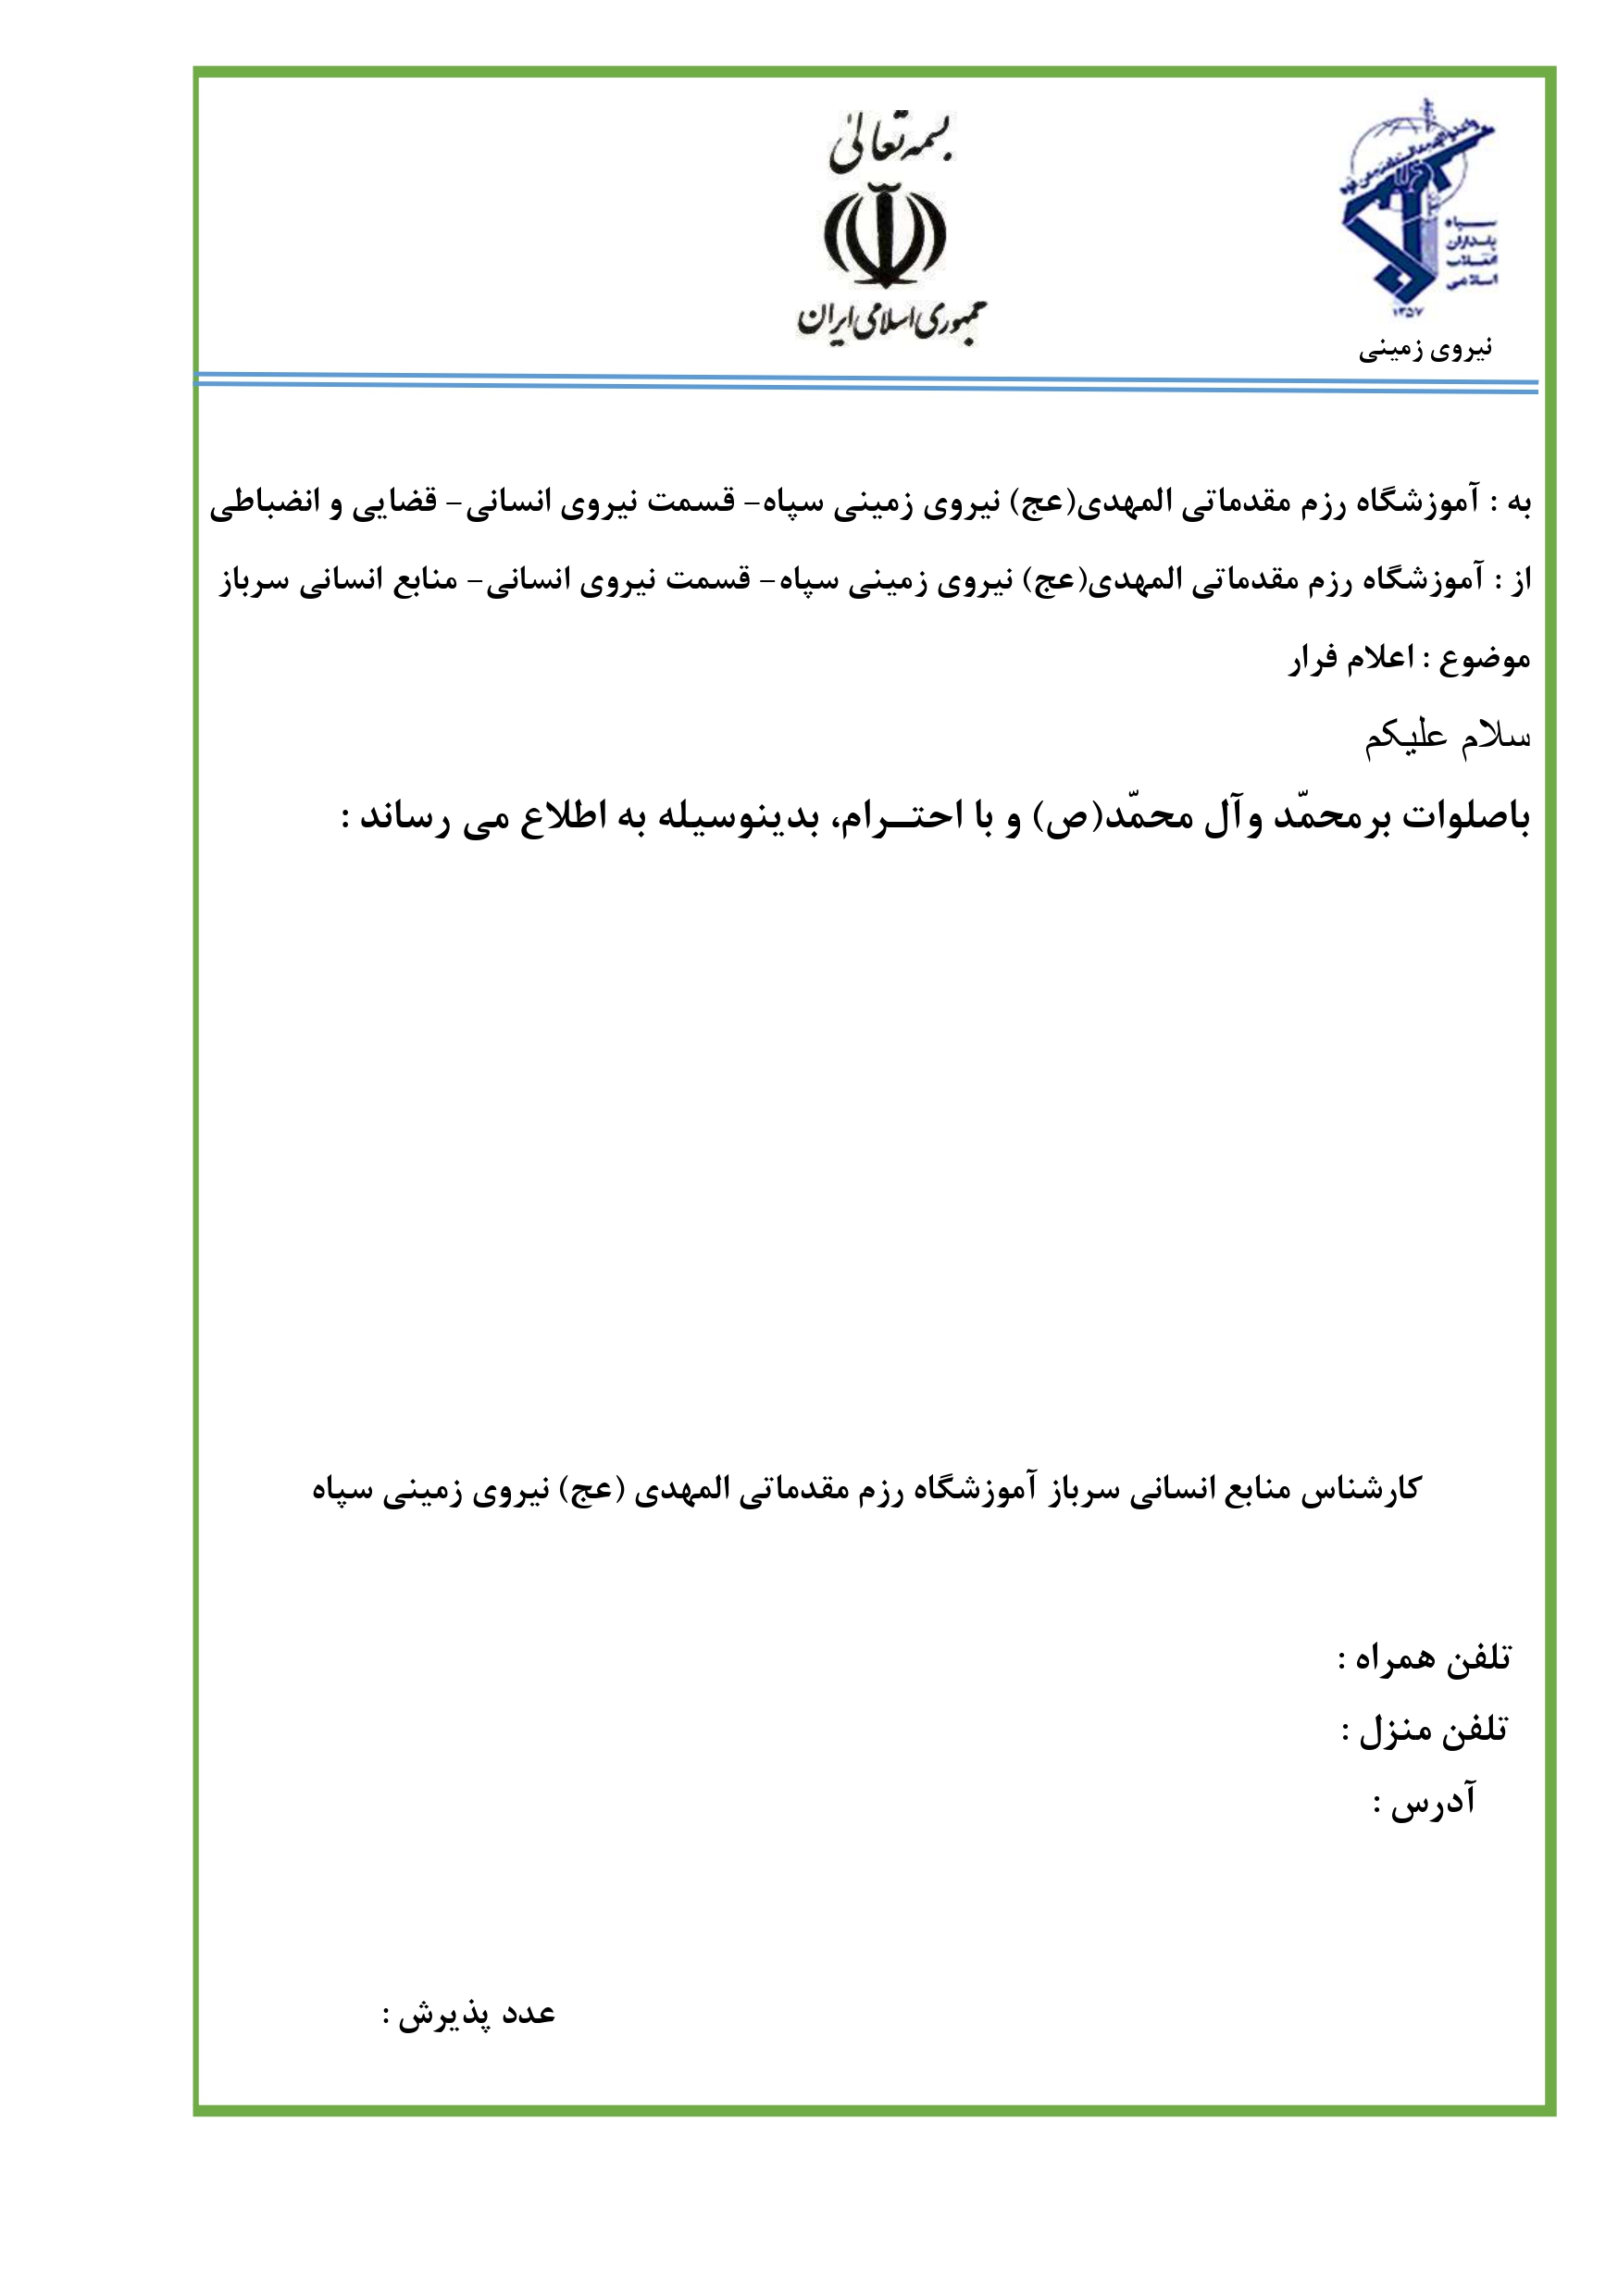 بسمه تعالی
جمهوری اسلامی ایران
سپاه
پاسداران
انقلاب
اسلامی
۱۳۵۷
نیروی زمینی
به : آموزشگاه رزم مقدماتی المهدی(عج) نیروی زمینی سپاه- قسمت نیروی انسانی- قضایی و انضباطی
از : آموزشگاه رزم مقدماتی المهدی(عج) نیروی زمینی سپاه- قسمت نیروی انسانی- منابع انسانی سرباز
موضوع : اعلام فرار
سلام علیکم
باصلوات برمحمّد وآل محمّد(ص) و با احتـــرام، بدینوسیله به اطلاع می رساند :
کارشناس منابع انسانی سرباز آموزشگاه رزم مقدماتی المهدی (عج) نیروی زمینی سپاه
تلفن همراه :
تلفن منزل :
آدرس :
عدد پذیرش :